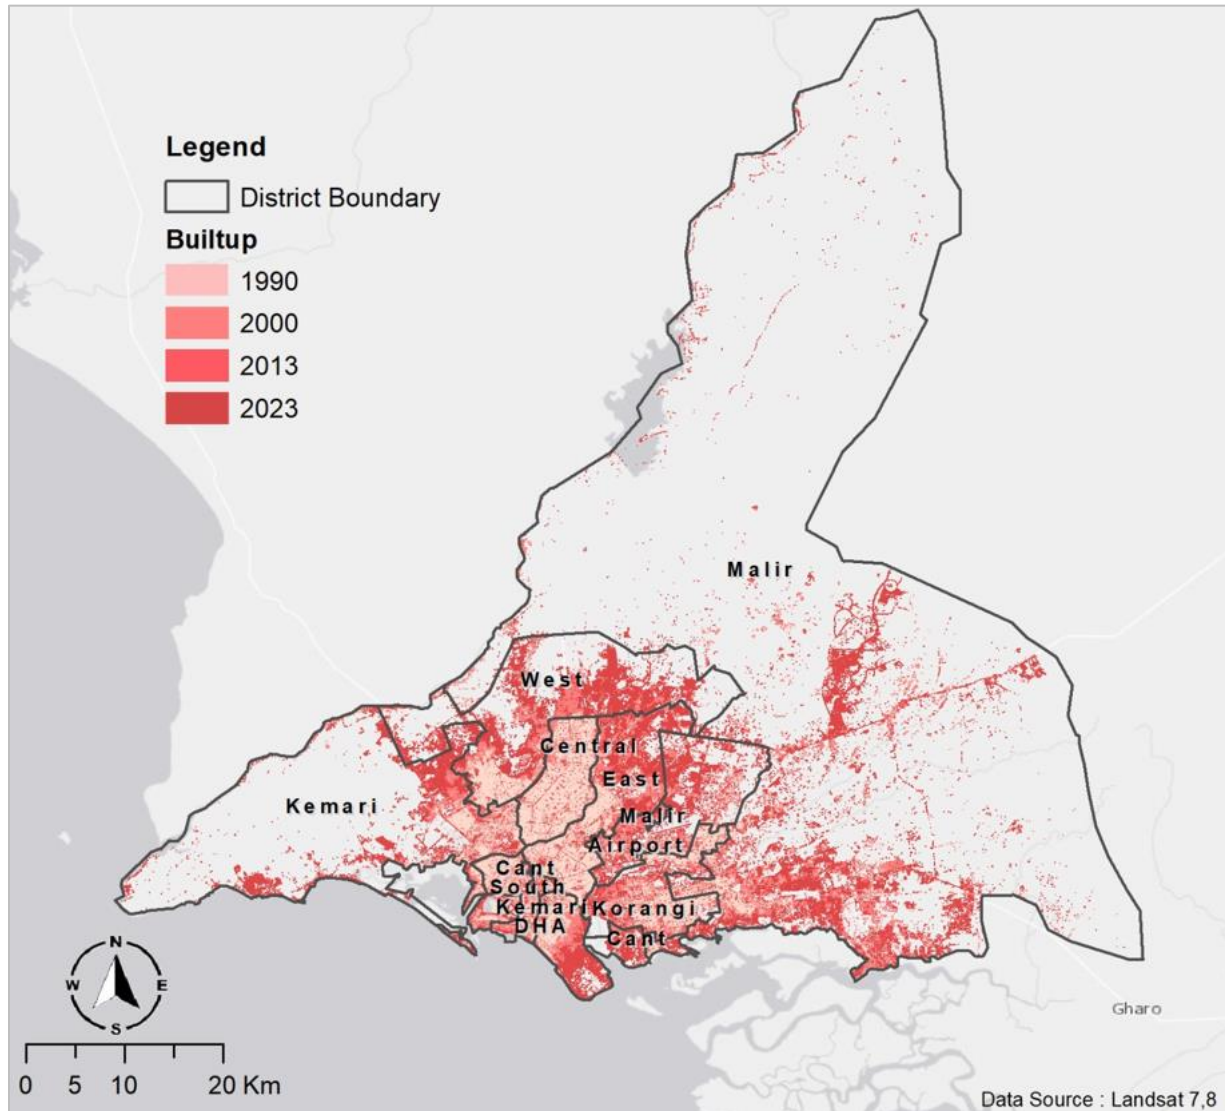 Legend
District Boundary
Builtup
1990
2000
2013
2023
Malir
West
Central
East
Kemari
Malir
Airport
Cant
South
Kemari
Korangi
DHA
Cant
N
W
E
S
Gharo
0 5 10 20 Km
Data Source : Landsat 7,8